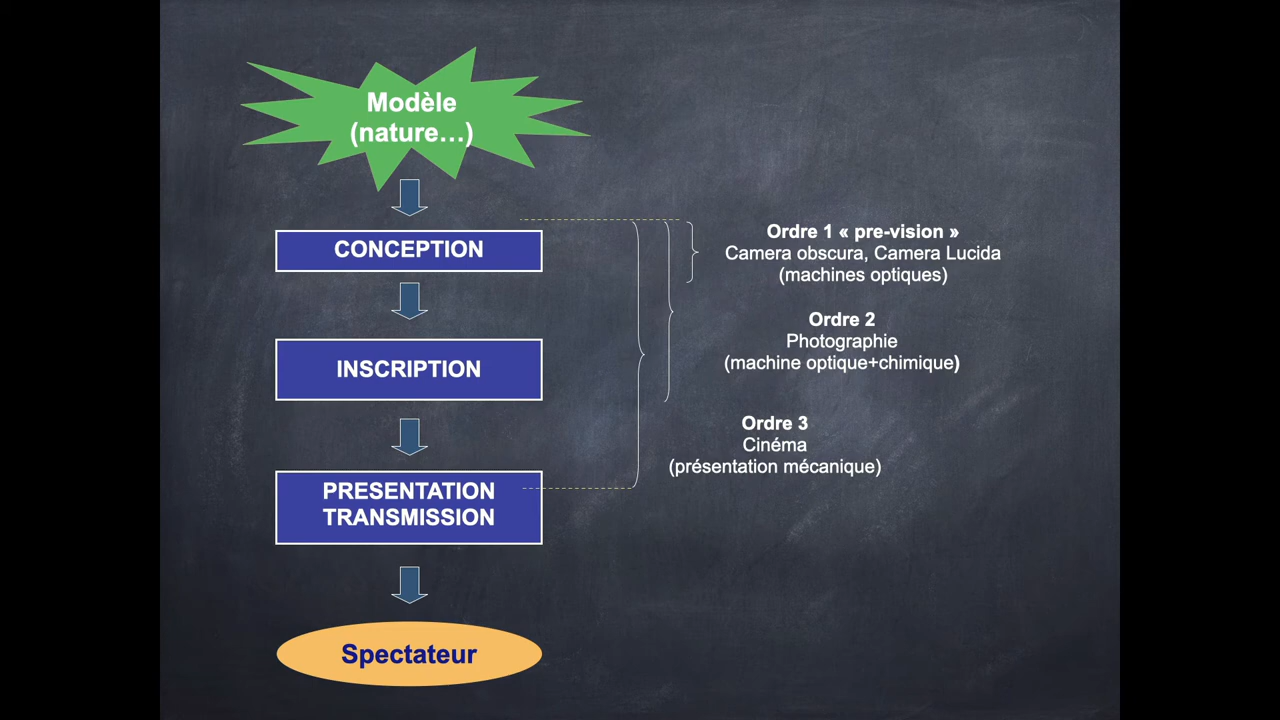 Modèle
(nature…)
CONCEPTION
INSCRIPTION
PRESENTATION
TRANSMISSION
Spectateur
Ordre 1 « pre-vision »
Camera obscura, Camera Lucida
(machines optiques)
Ordre 2
Photographie
(machine optique+chimique)
Ordre 3
Cinéma
(présentation mécanique)